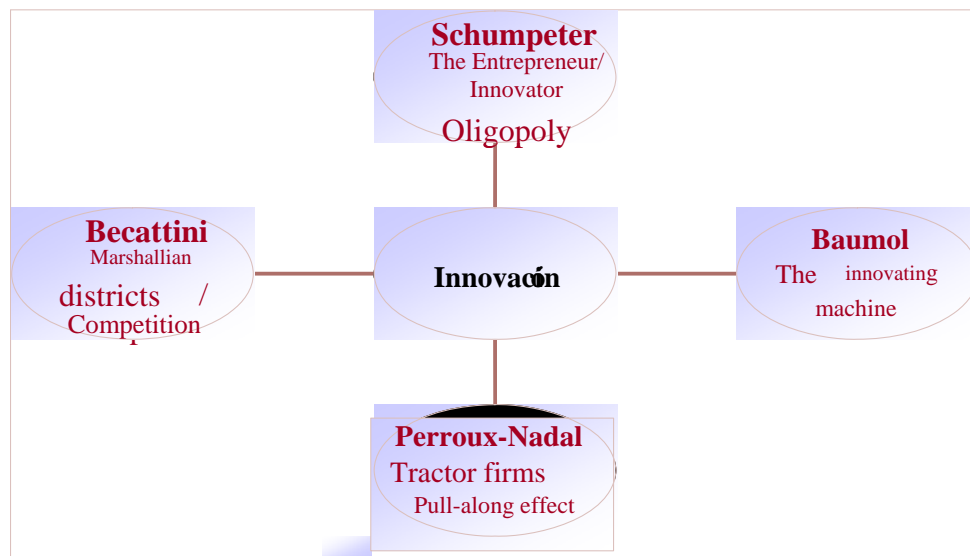 Schumpeter
The Entrepreneur/
Innovator
Oligopoly
Becattini
Marshallian
districts /
Competition
Innovación
Baumol
The innovating
machine
Perroux-Nadal
Tractor firms
Pull-along effect